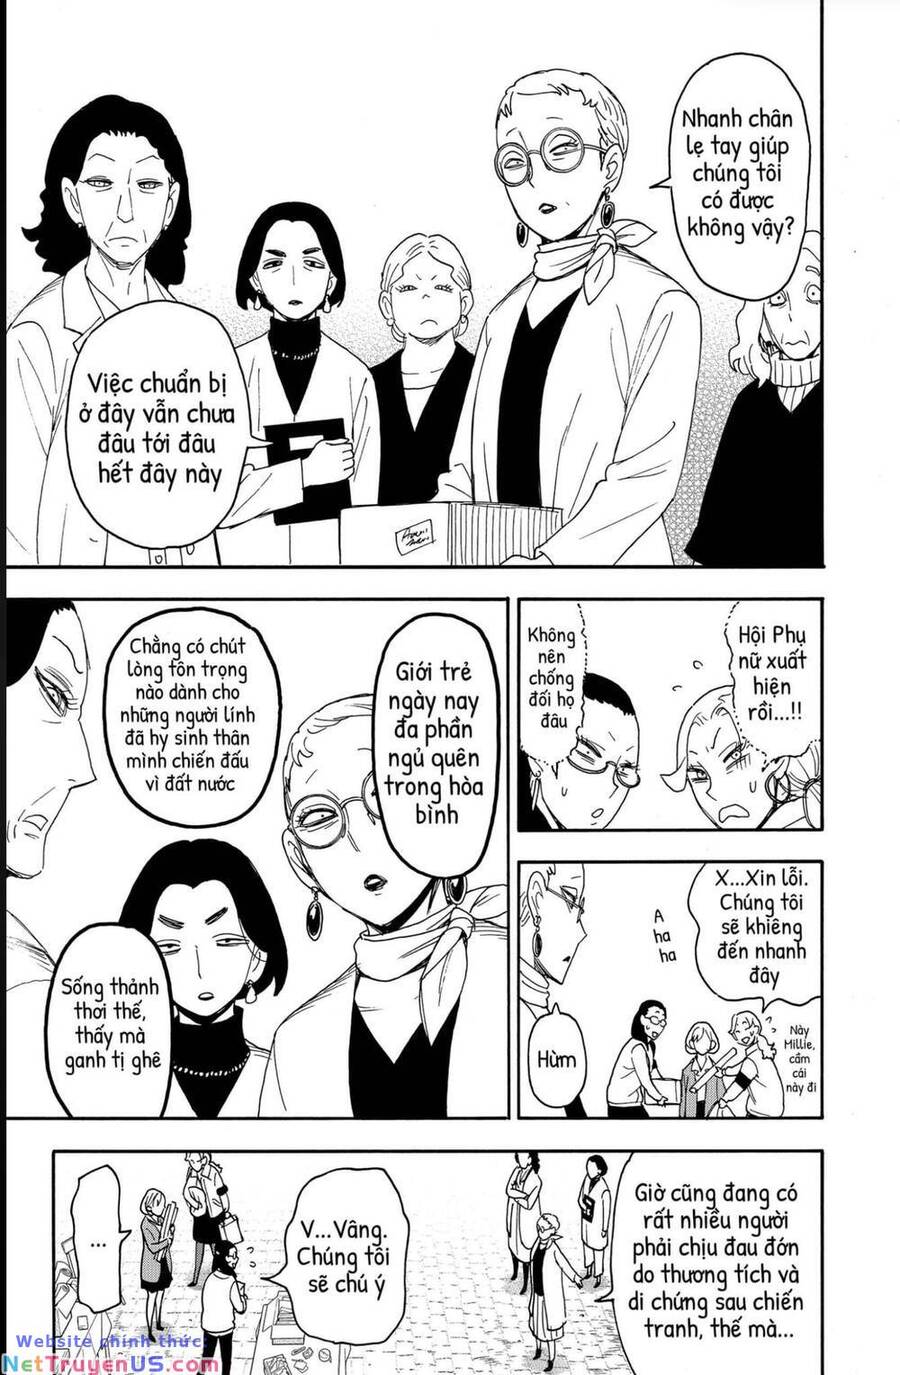 Nhanh chân
lẹ tay giúp
chúng tôi
có được
không vậy?
Việc chuẩn bị
ở đây vẫn chưa
đâu tới đâu
hết đây này
Hội Phụ
nữ xuất
hiện
rồi...!!
Không
nên
chống
đối họ
đâu
Giới trẻ
ngày nay
đa phần
ngủ quên
trong hòa
bình
Chẳng có chút
lòng tôn trọng
nào dành cho
những người lính
đã hy sinh thân
mình chiến đấu
vì đất nước
Sống thảnh
thơi thế,
thấy mà
ganh tị ghê
X...Xin lỗi.
Chúng tôi
sẽ khiêng
đến nhanh
đây
A
ha
ha
Này
Millie,
cầm
cái
này đi
Hừm
Giờ cũng đang có
rất nhiều người
phải chịu đau đớn
do thương tích và
di chứng sau chiến
tranh, thế mà...
V...Vâng.
Chúng tôi
sẽ chú ý
...
Website chính thức:
NetTruyenUS.com